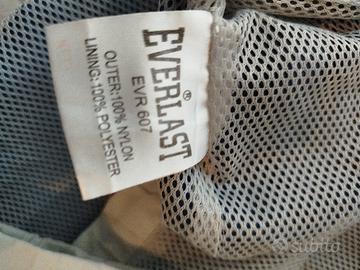 EVERLAST
®
EVR 607
OUTER:100% NYLON
LINING: 100% POLYESTER
subito